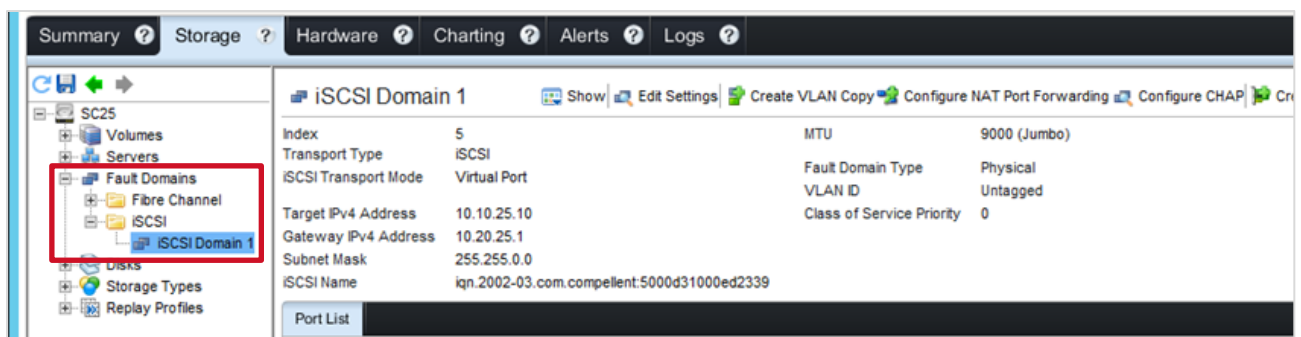 Summary ? Storage ? Hardware ? Charting ? Alerts ? Logs ?
SC25
Volumes
Servers
Fault Domains
Fibre Channel
iSCSI
iSCSI Domain 1
Disks
Storage Types
Replay Profiles
iSCSI Domain 1 Show Edit Settings Create VLAN Copy Configure NAT Port Forwarding Configure CHAP Cr
Index 5 MTU 9000 (Jumbo)
Transport Type iSCSI
Fault Domain Type Physical
iSCSI Transport Mode Virtual Port
VLAN ID Untagged
Target IPv4 Address 10.10.25.10 Class of Service Priority 0
Gateway IPv4 Address 10.20.25.1
Subnet Mask 255.255.0.0
iSCSI Name iqn.2002-03.com.compellent:5000d31000ed2339
Port List